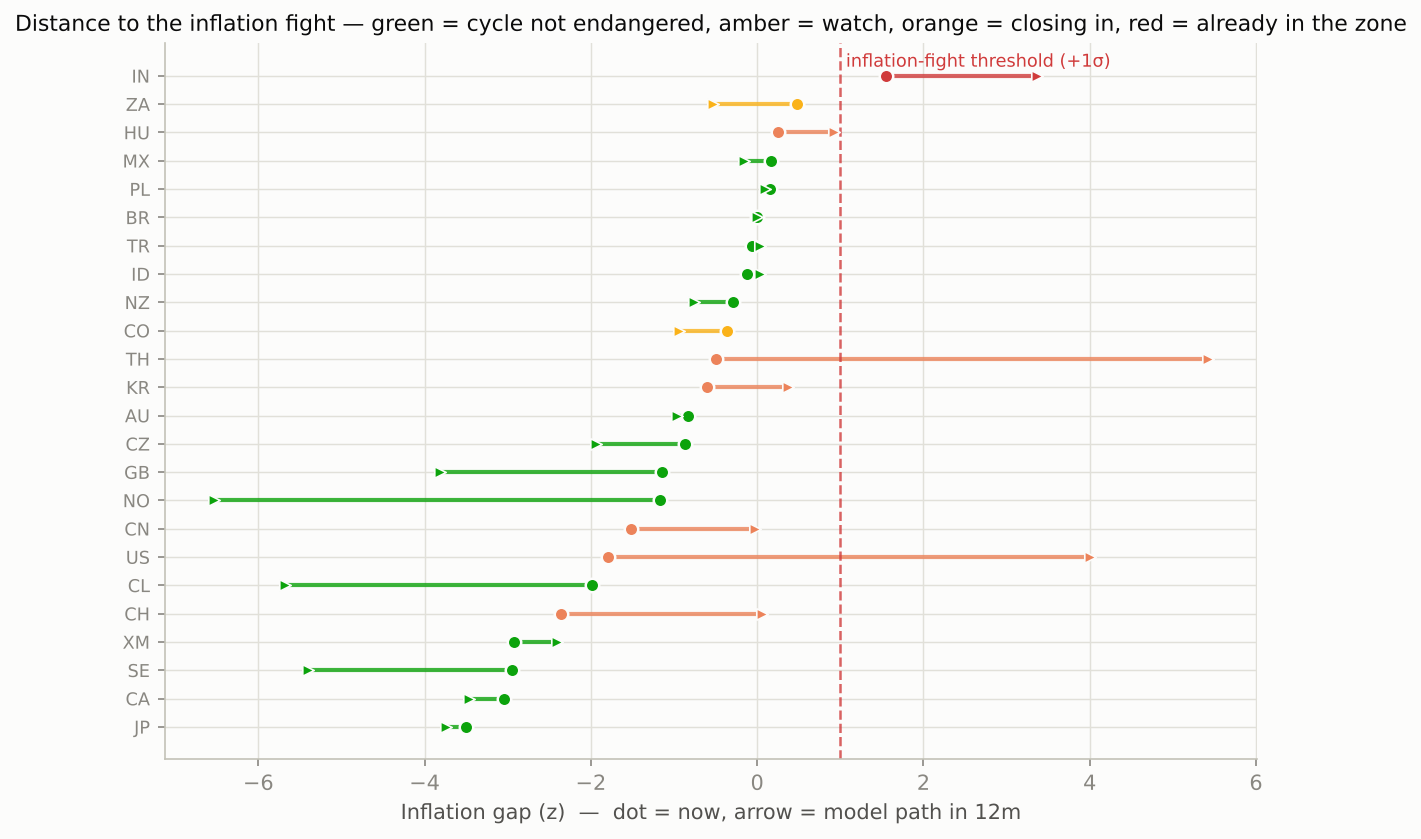 Distance to the inflation fight — green = cycle not endangered, amber = watch, orange = closing in, red = already in the zone
inflation-fight threshold (+1σ)
IN
ZA
HU
MX
PL
BR
TR
ID
NZ
CO
TH
KR
AU
CZ
GB
NO
CN
US
CL
CH
XM
SE
CA
JP
−6 −4 −2 0 2 4 6
Inflation gap (z) — dot = now, arrow = model path in 12m